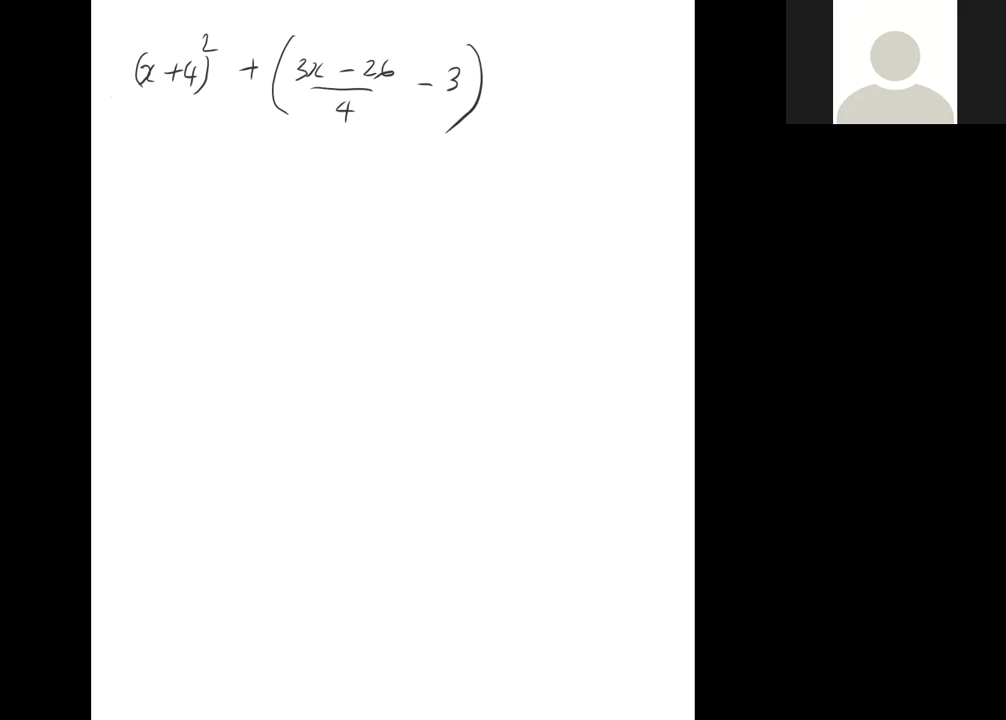 (x+4)² + (3x - 26/4 - 3)